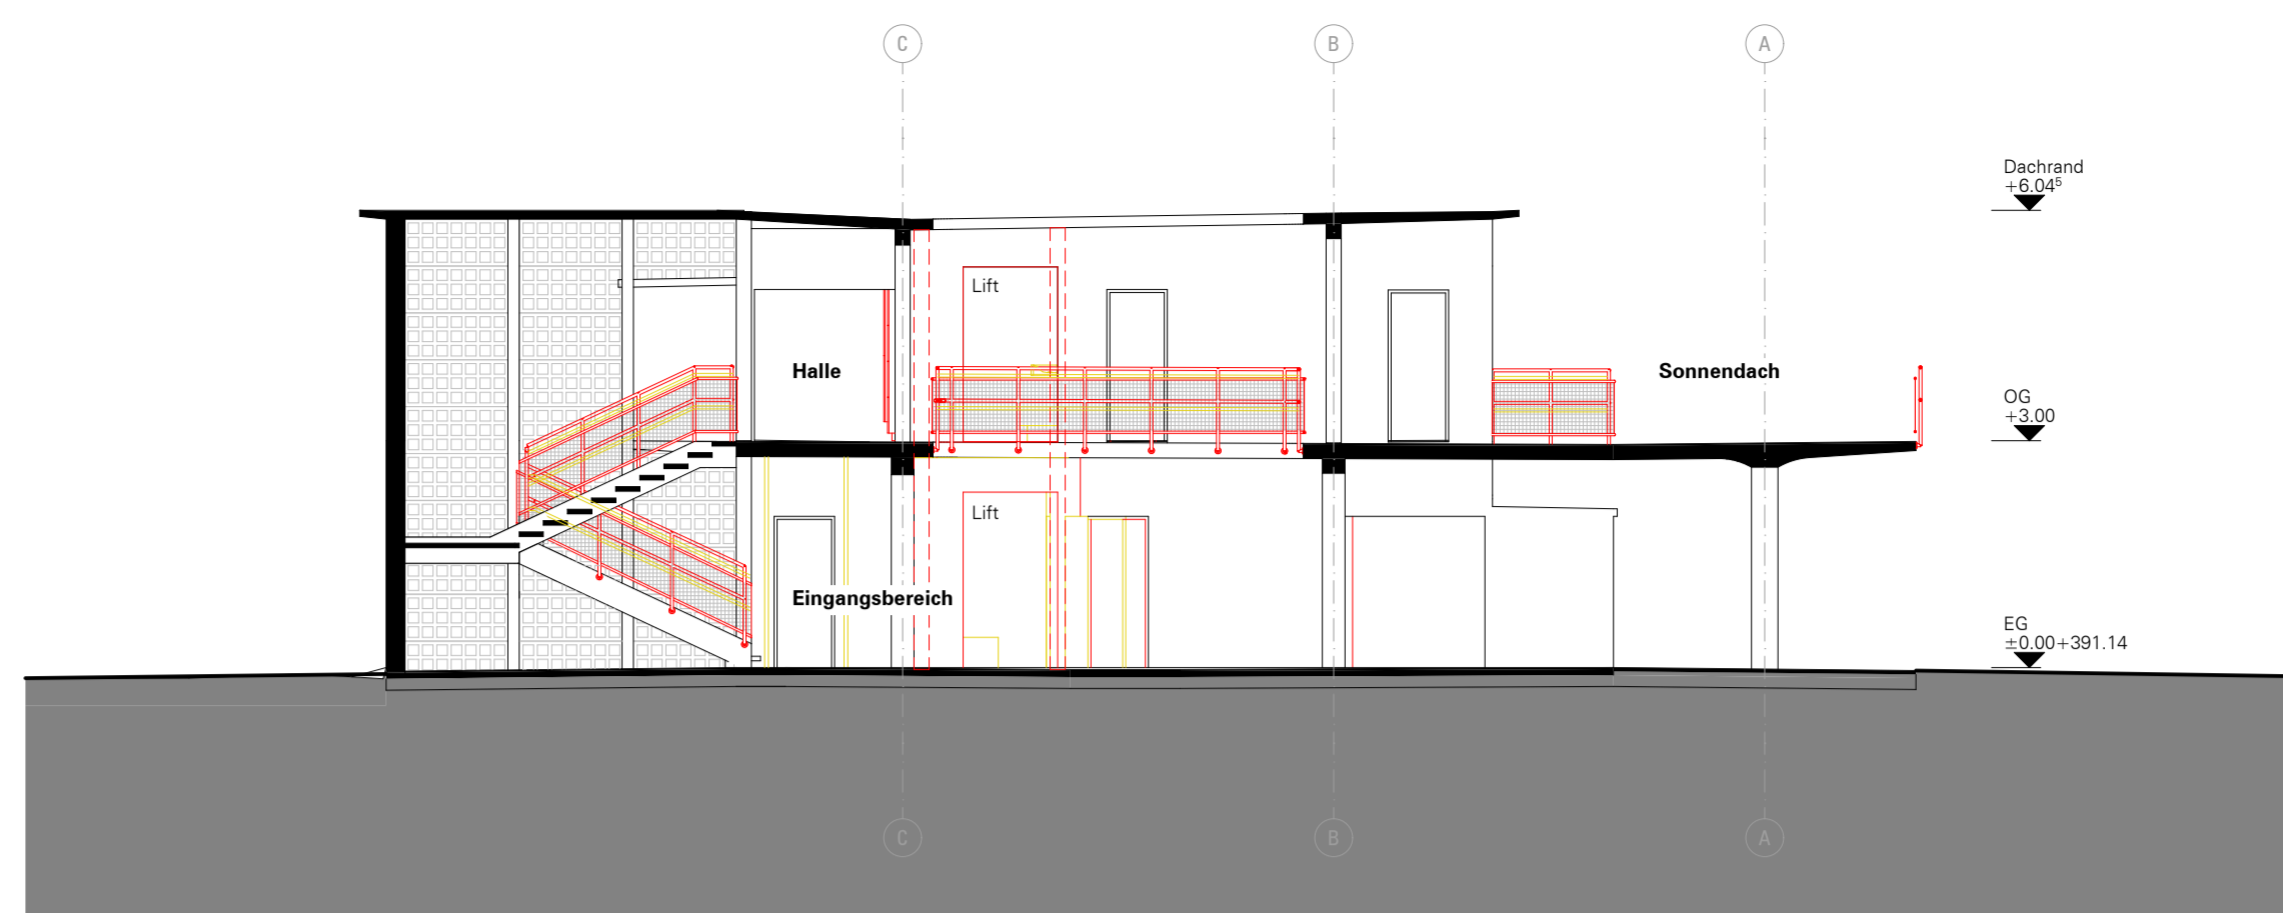 C
B
A
Dachrand
+6.04⁵
Lift
Halle
Sonnendach
OG
+3.00
Lift
Eingangsbereich
EG
±0.00+391.14
C
B
A